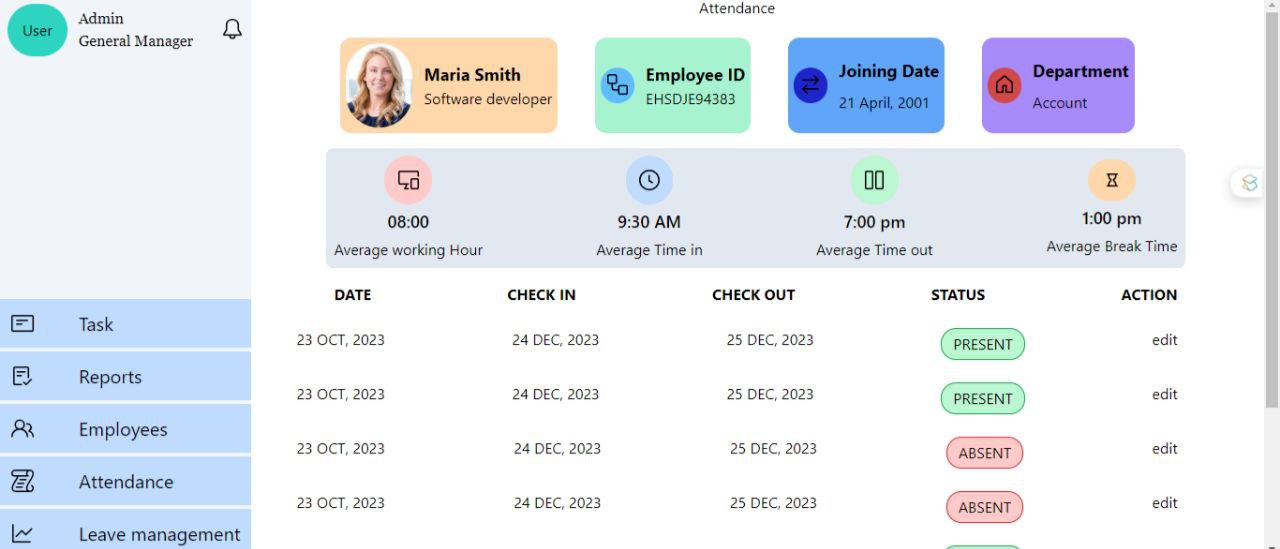 User
Admin
General Manager
Task
Reports
Employees
Attendance
Leave management
Attendance
Maria Smith
Software developer
Employee ID
EHSDJE94383
Joining Date
21 April, 2001
Department
Account
08:00
Average working Hour
9:30 AM
Average Time in
7:00 pm
Average Time out
1:00 pm
Average Break Time
DATE CHECK IN CHECK OUT STATUS ACTION
23 OCT, 2023 24 DEC, 2023 25 DEC, 2023 PRESENT edit
23 OCT, 2023 24 DEC, 2023 25 DEC, 2023 PRESENT edit
23 OCT, 2023 24 DEC, 2023 25 DEC, 2023 ABSENT edit
23 OCT, 2023 24 DEC, 2023 25 DEC, 2023 ABSENT edit